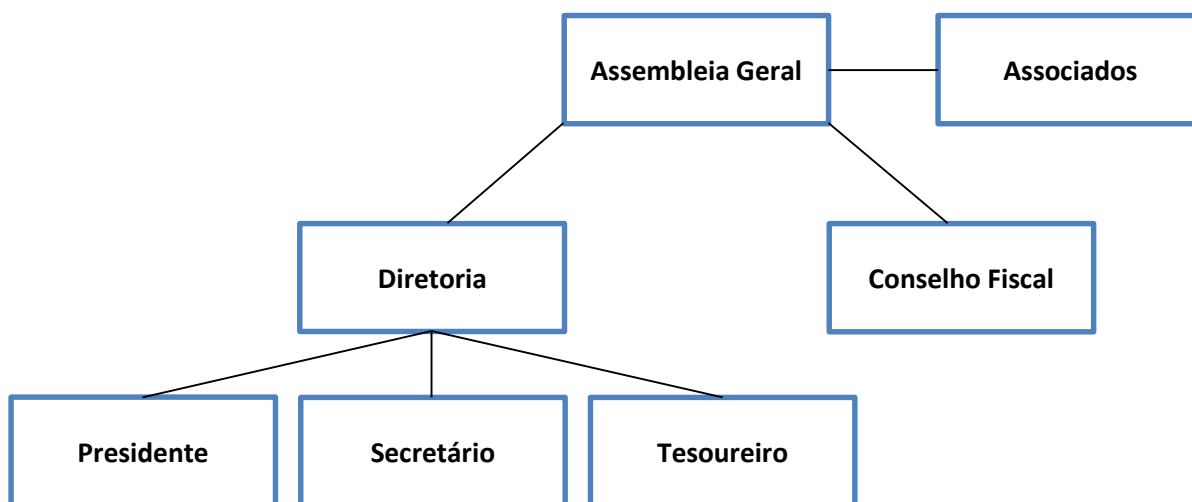 Assembleia Geral
Associados
Diretoria
Conselho Fiscal
Presidente
Secretário
Tesoureiro